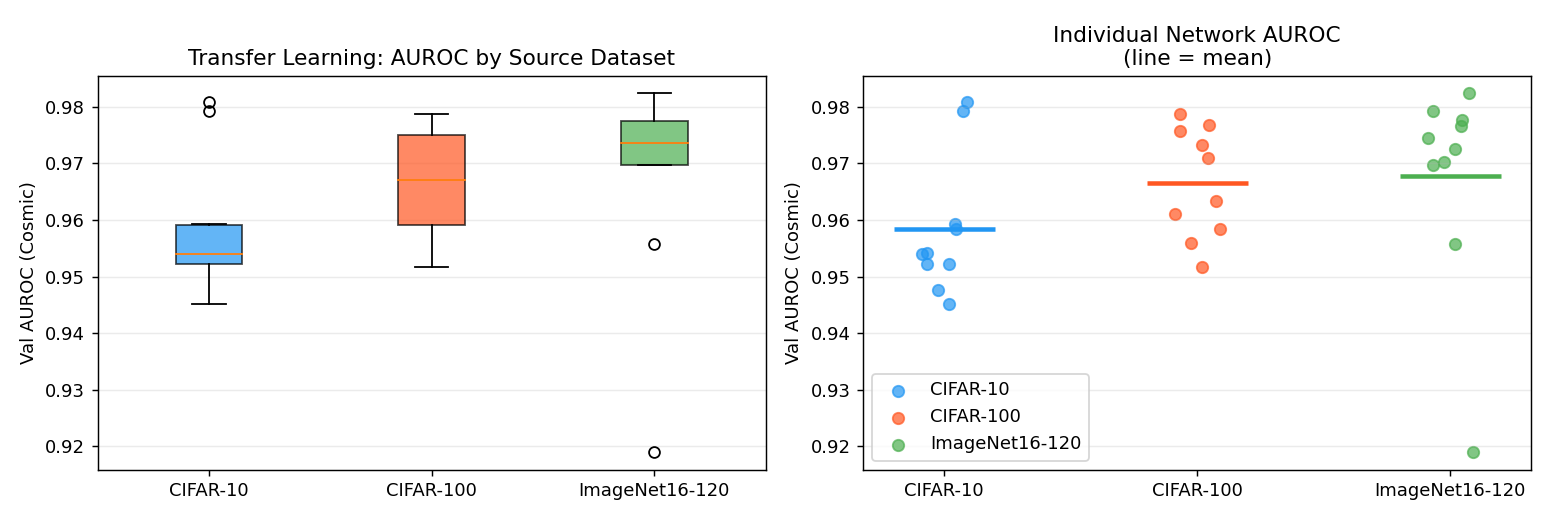 Transfer Learning: AUROC by Source Dataset
Val AUROC (Cosmic)
0.98
0.97
0.96
0.95
0.94
0.93
0.92
CIFAR-10
CIFAR-100
ImageNet16-120
Individual Network AUROC
(line = mean)
Val AUROC (Cosmic)
0.98
0.97
0.96
0.95
0.94
0.93
0.92
CIFAR-10
CIFAR-100
ImageNet16-120
CIFAR-10
CIFAR-100
ImageNet16-120